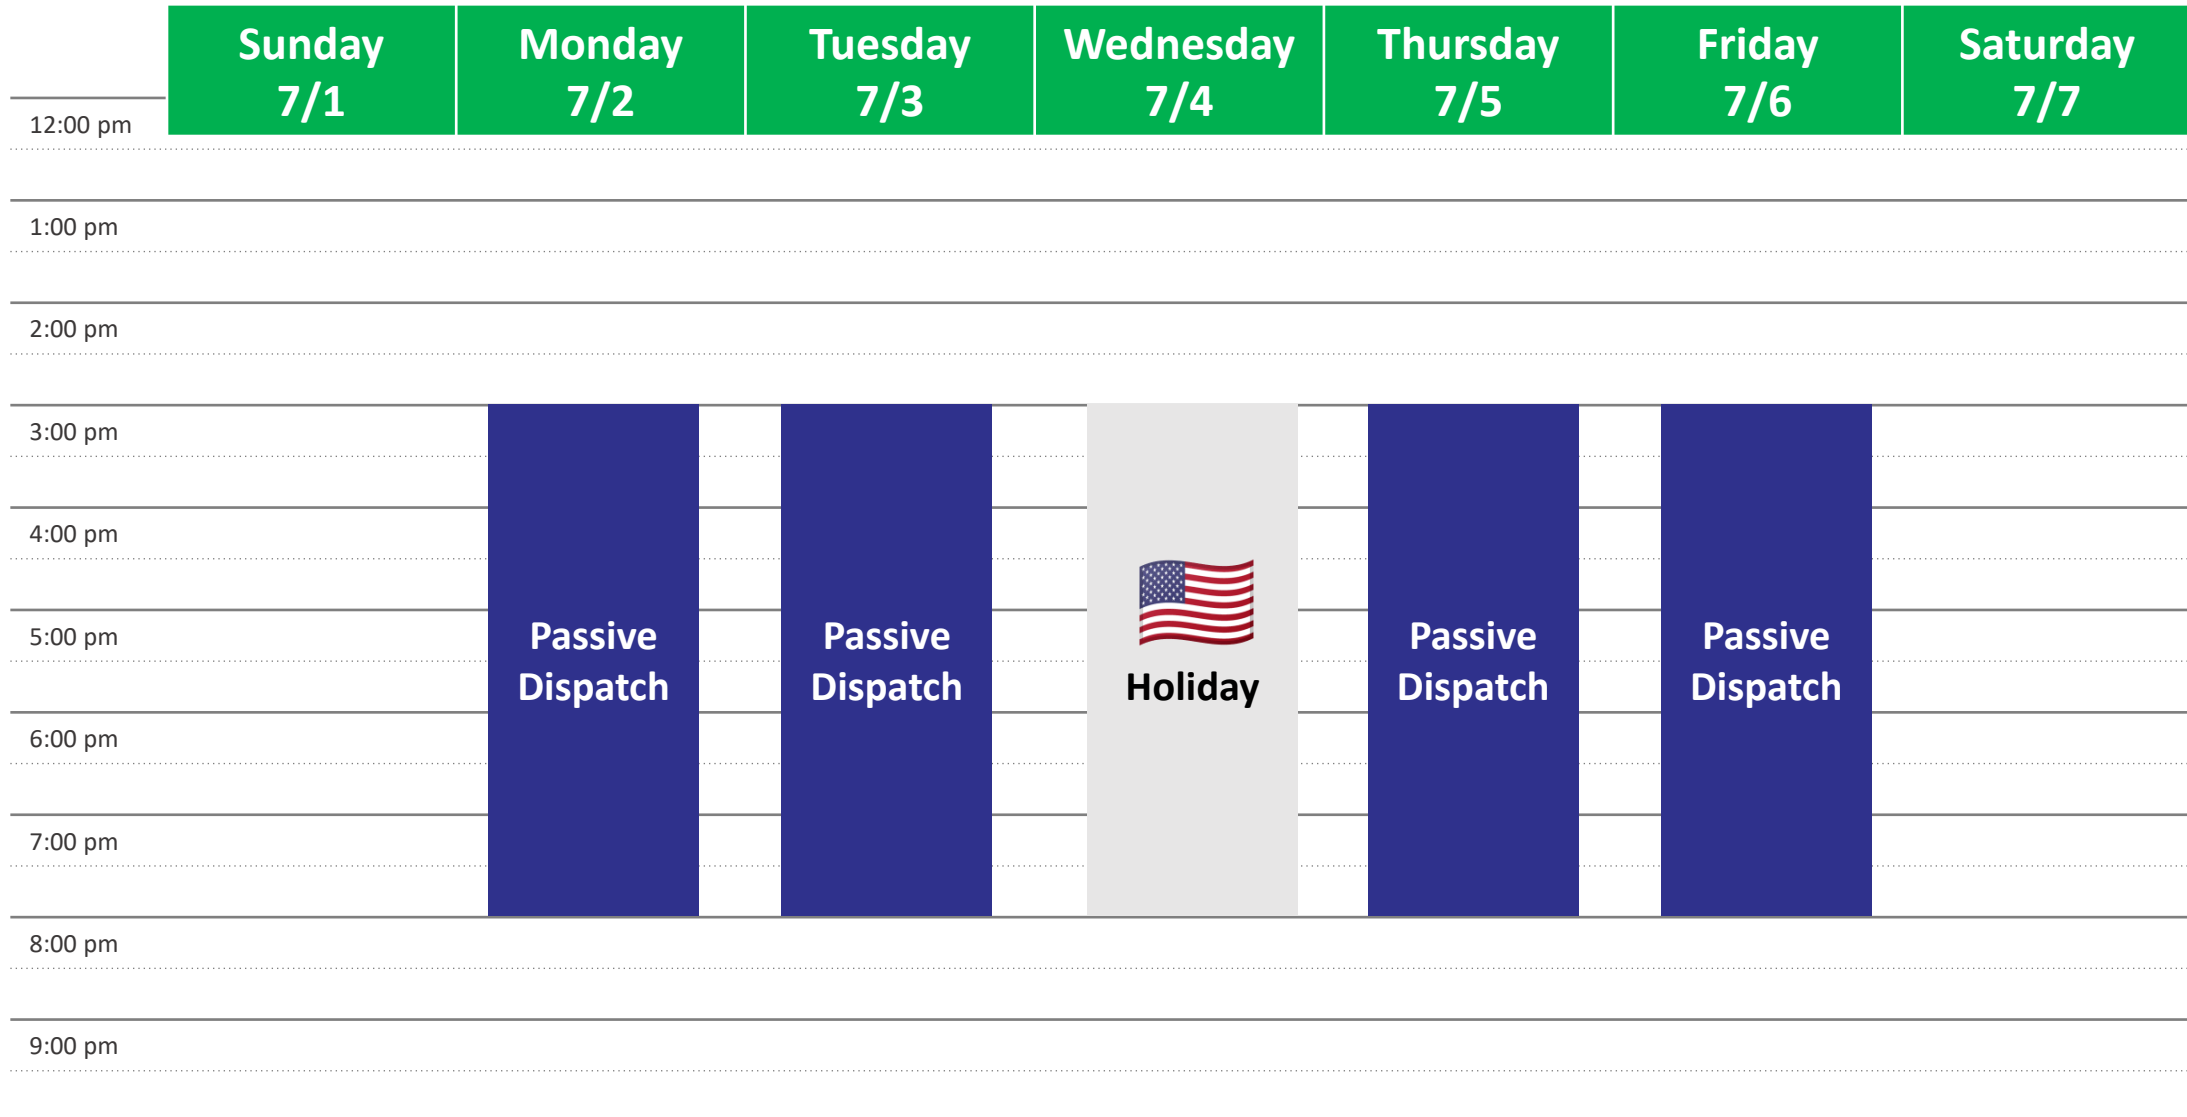 Sunday
7/1
Monday
7/2
Tuesday
7/3
Wednesday
7/4
Thursday
7/5
Friday
7/6
Saturday
7/7
12:00 pm
1:00 pm
2:00 pm
3:00 pm
4:00 pm
5:00 pm
6:00 pm
7:00 pm
8:00 pm
9:00 pm
Passive
Dispatch
Passive
Dispatch
Holiday
Passive
Dispatch
Passive
Dispatch